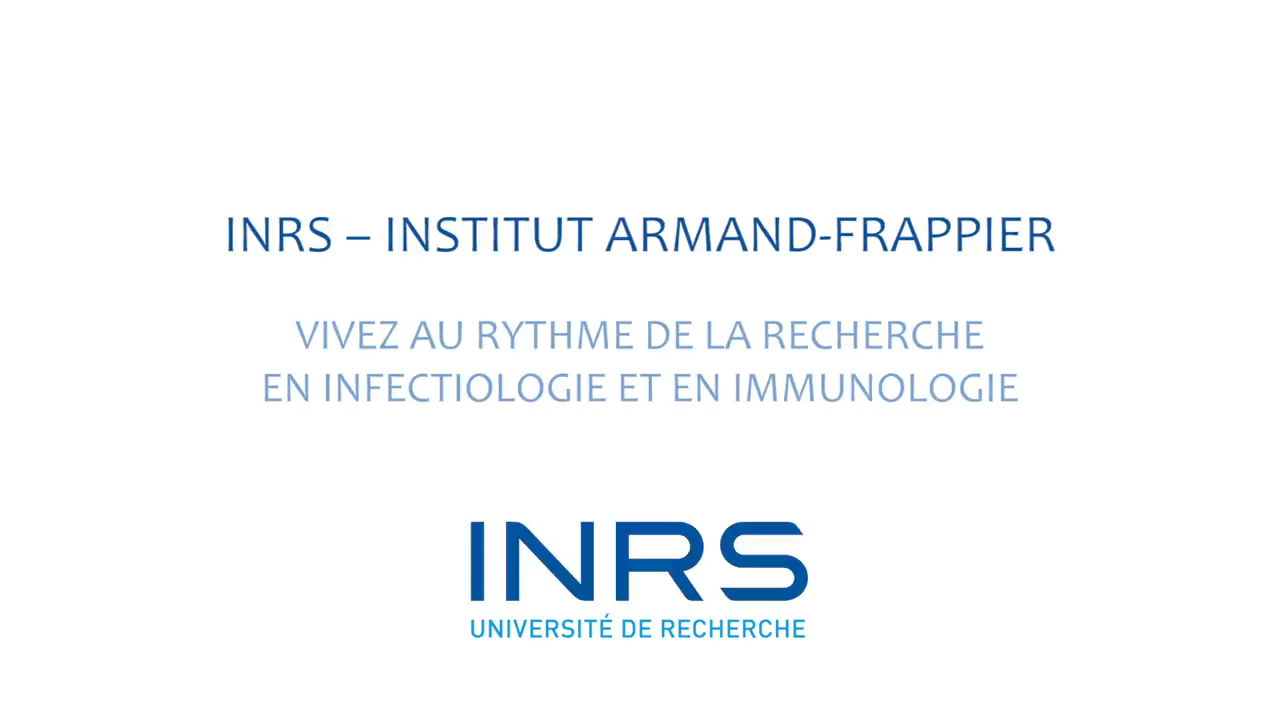 INRS – INSTITUT ARMAND-FRAPPIER
VIVEZ AU RYTHME DE LA RECHERCHE
EN INFECTIOLOGIE ET EN IMMUNOLOGIE
INRS
UNIVERSITÉ DE RECHERCHE